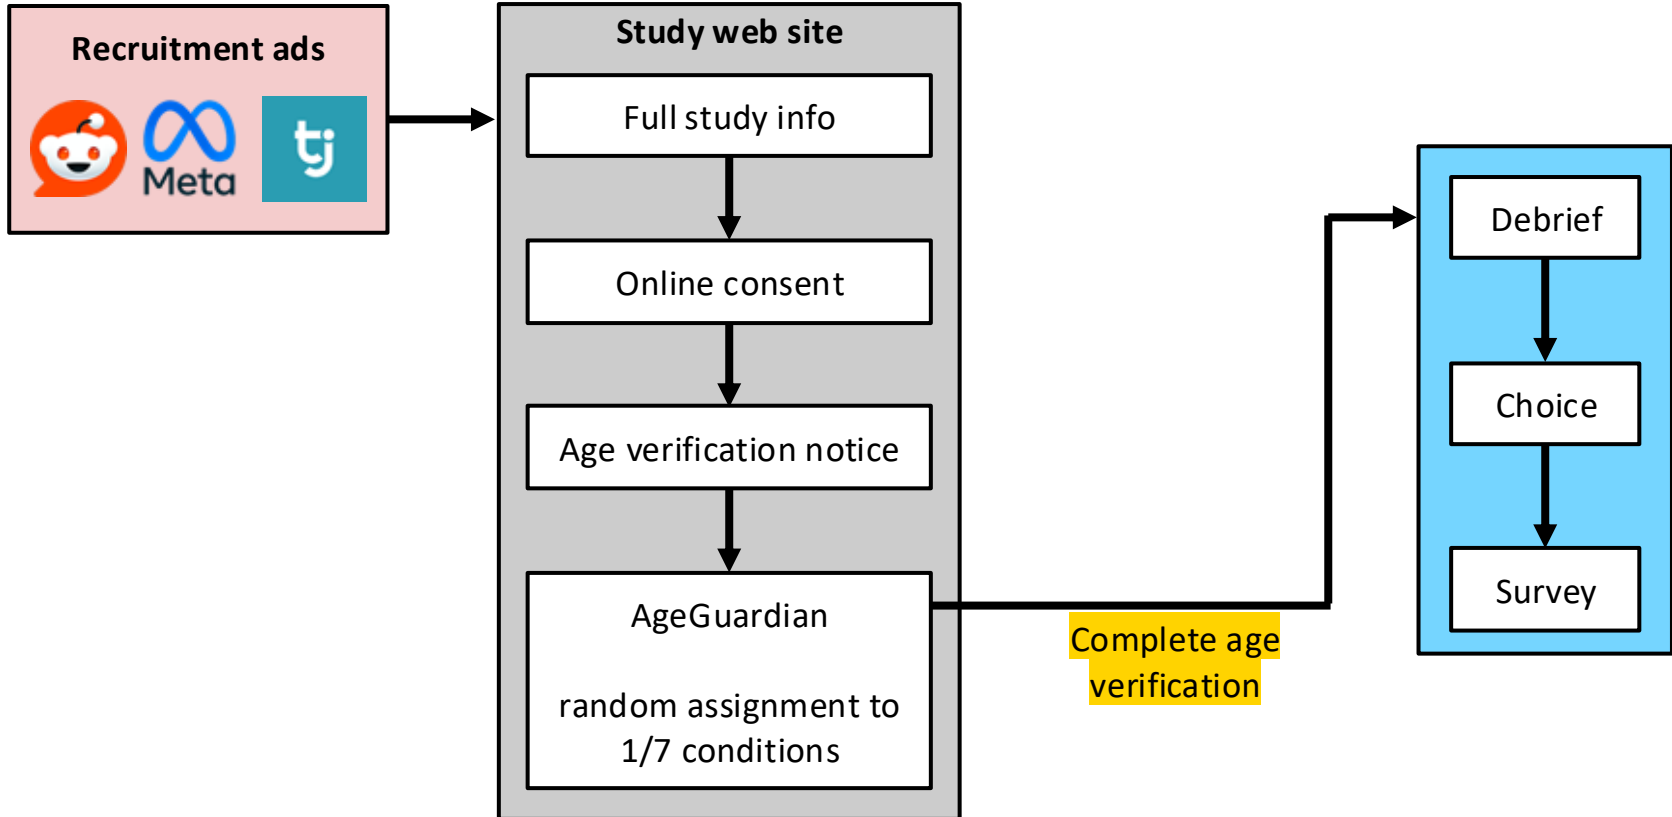 Recruitment ads
Meta
tj
Study web site
Full study info
Online consent
Age verification notice
AgeGuardian
random assignment to
1/7 conditions
Complete age
verification
Debrief
Choice
Survey